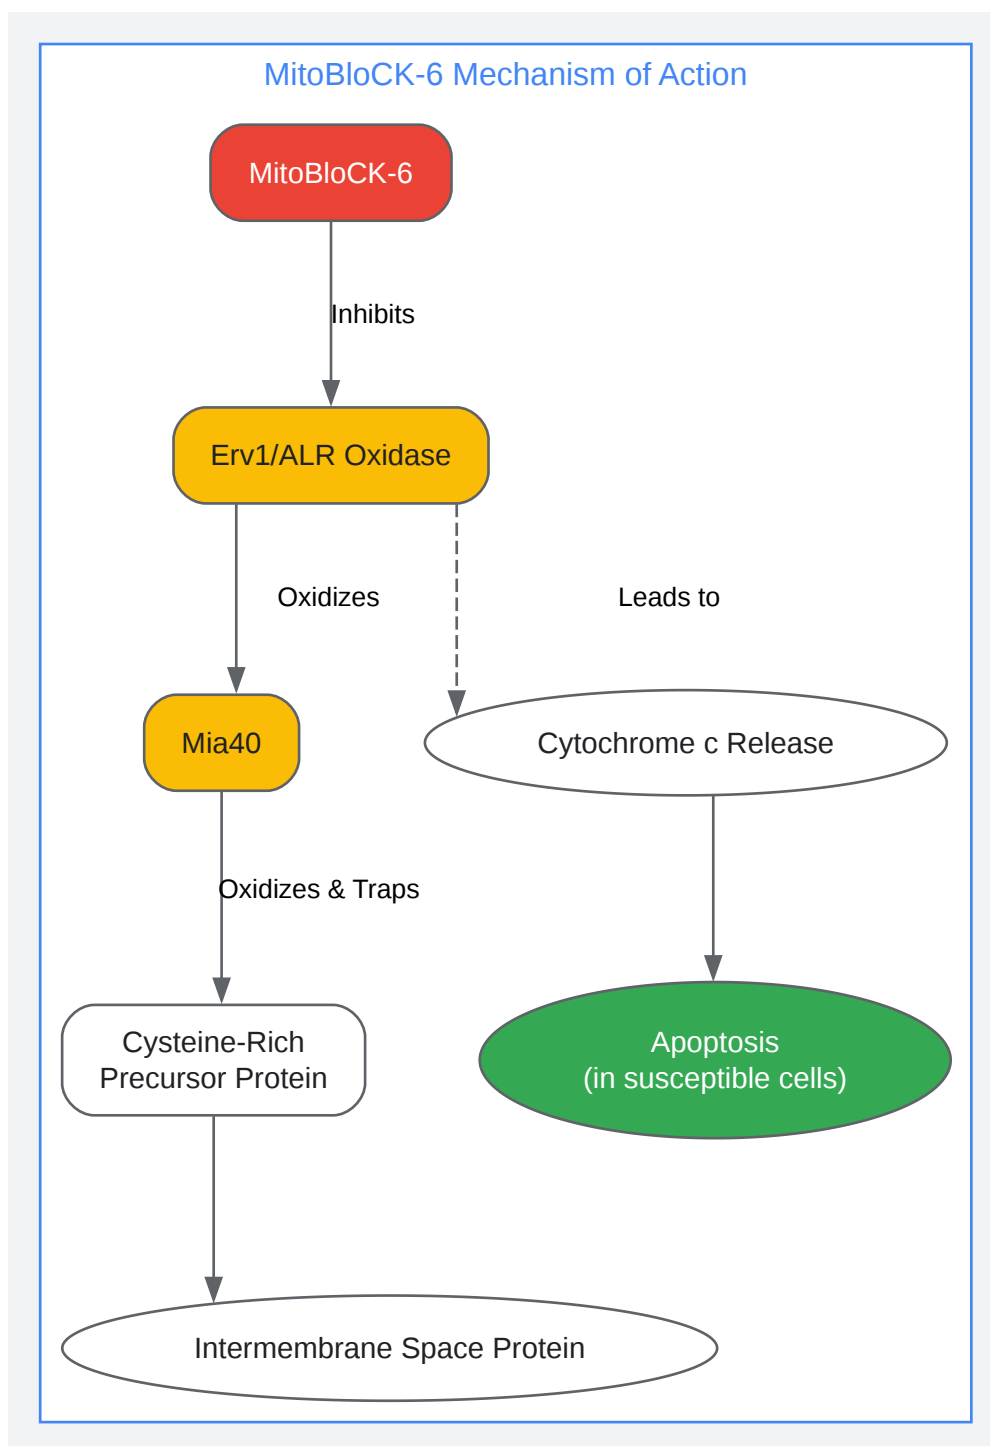 MitoBloCK-6 Mechanism of Action
MitoBloCK-6
Inhibits
Erv1/ALR Oxidase
Oxidizes
Leads to
Mia40
Cytochrome c Release
Oxidizes & Traps
Cysteine-Rich
Precursor Protein
Apoptosis
(in susceptible cells)
Intermembrane Space Protein